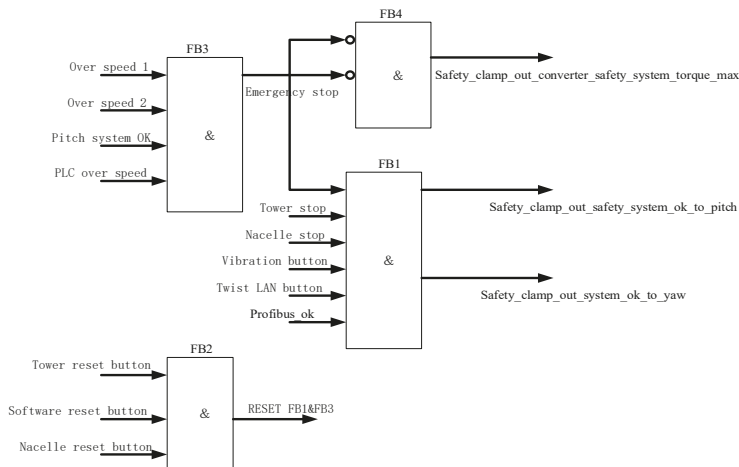 FB4
FB3
Over speed 1
&
Safety_clamp_out_converter_safety_system_torque_max
Emergency stop
Over speed 2
Pitch system OK
&
PLC over speed
FB1
Tower stop
Safety_clamp_out_safety_system_ok_to_pitch
Nacelle stop
Vibration button
&
Twist LAN button
Safety_clamp_out_system_ok_to_yaw
Profibus_ok
FB2
Tower reset button
Software reset button
&
RESET FB1&FB3
Nacelle reset button